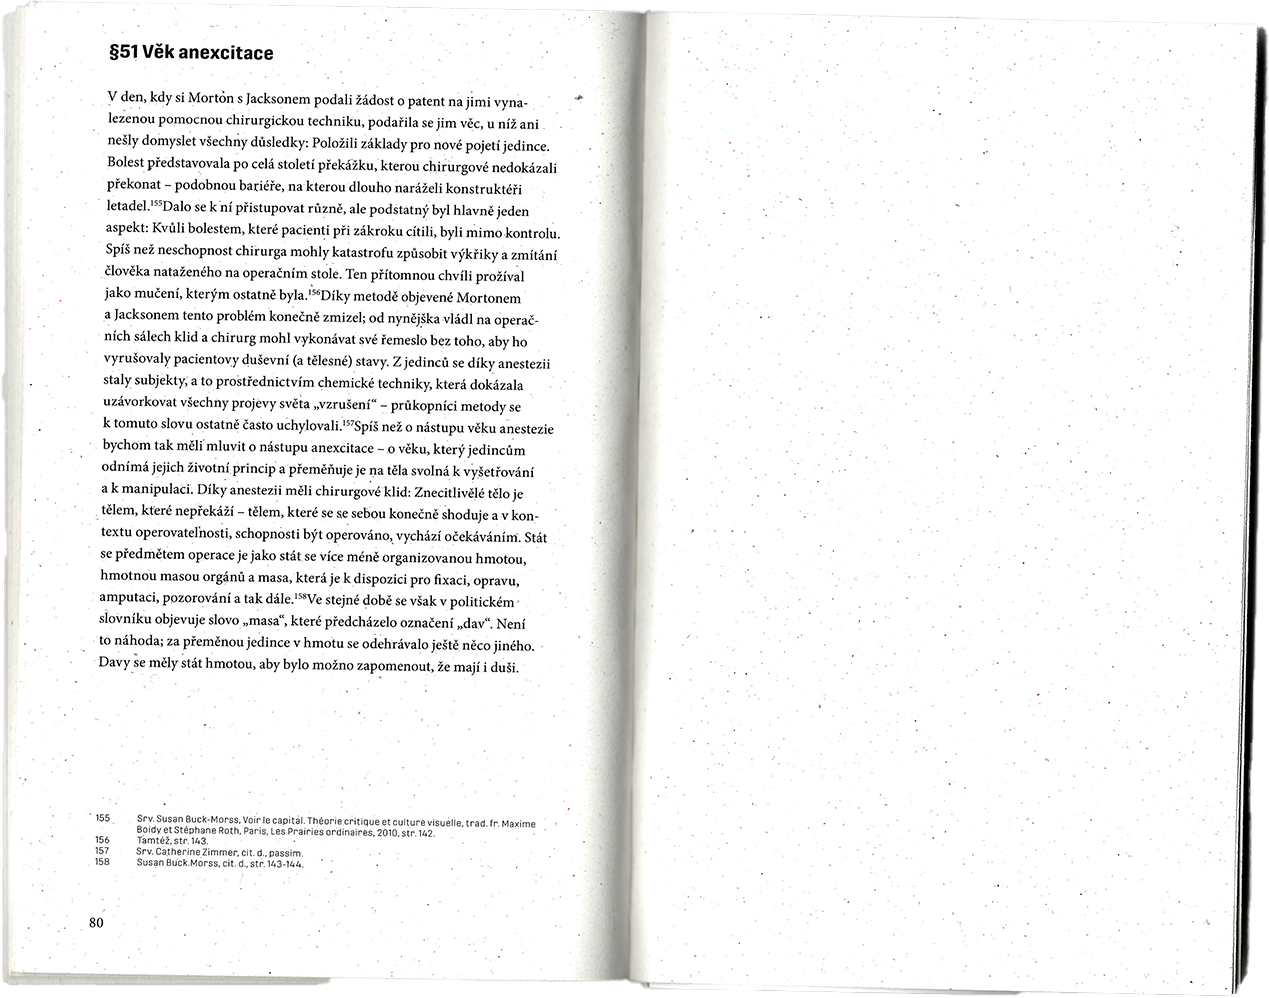 §51 Věk anexcitace
V den, kdy si Morton s Jacksonem podali žádost o patent na jimi vyna-
lezenou pomocnou chirurgickou techniku, podařila se jim věc, u níž ani
nešly domyslet všechny důsledky: Položili základy pro nové pojetí jedince.
Bolest představovala po celá století překážku, kterou chirurgové nedokázali
překonat – podobnou bariéře, na kterou dlouho naráželi konstruktéři
letadel.¹⁵⁵Dalo se k ní přistupovat různě, ale podstatný byl hlavně jeden
aspekt: Kvůli bolestem, které pacienti při zákroku cítili, byli mimo kontrolu.
Spíš než neschopnost chirurga mohly katastrofu způsobit výkřiky a zmítání
člověka nataženého na operačním stole. Ten přítomnou chvíli prožíval
jako mučení, kterým ostatně byla.¹⁵⁶Díky metodě objevené Mortonem
a Jacksonem tento problém konečně zmizel; od nynějška vládl na operač-
ních sálech klid a chirurg mohl vykonávat své řemeslo bez toho, aby ho
vyrušovaly pacientovy duševní (a tělesné) stavy. Z jedinců se díky anestezii
staly subjekty, a to prostřednictvím chemické techniky, která dokázala
uzávorkovat všechny projevy světa „vzrušení“ – průkopníci metody se
k tomuto slovu ostatně často uchylovali.¹⁵⁷Spíš než o nástupu věku anestezie
bychom tak měli mluvit o nástupu anexcitace – o věku, který jedincům
odnímá jejich životní princip a přeměňuje je na těla svolná k vyšetřování
a k manipulaci. Díky anestezii měli chirurgové klid: Znecitlivělé tělo je
tělem, které nepřekáží – tělem, které se se sebou konečně shoduje a v kon-
textu operovatelnosti, schopnosti být operováno, vychází očekáváním. Stát
se předmětem operace je jako stát se více méně organizovanou hmotou,
hmotnou masou orgánů a masa, která je k dispozici pro fixaci, opravu,
amputaci, pozorování a tak dále.¹⁵⁸Ve stejné době se však v politickém
slovníku objevuje slovo „masa“, které předcházelo označení „dav“. Není
to náhoda; za přeměnou jedince v hmotu se odehrávalo ještě něco jiného.
Davy se měly stát hmotou, aby bylo možno zapomenout, že mají i duši.
155 Srv. Susan Buck-Morss, Voir le capital. Théorie critique et culture visuelle, trad. fr. Maxime
Boidy et Stéphane Roth, Paris, Les Prairies ordinaires, 2010, str. 142.
156 Tamtéž, str. 143.
157 Srv. Catherine Zimmer, cit. d., passim.
158 Susan Buck.Morss, cit. d., str. 143-144.
80